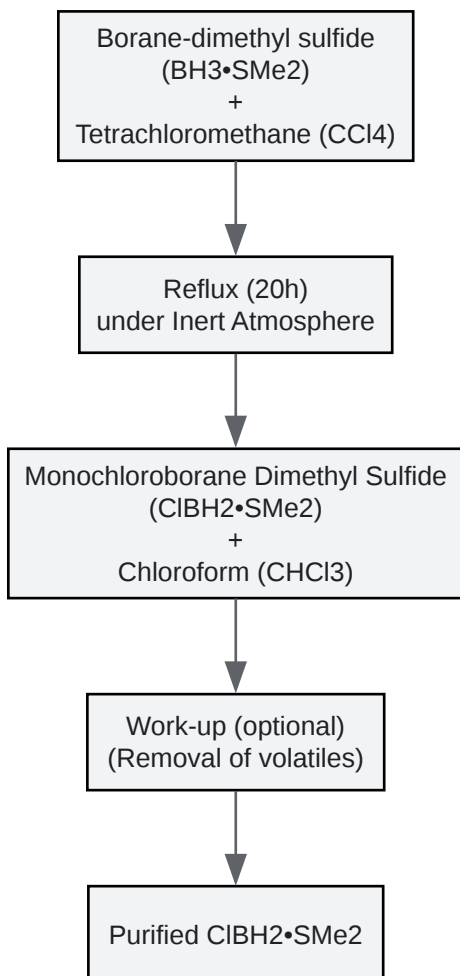 Borane-dimethyl sulfide
(BH3•SMe2)
+
Tetrachloromethane (CCl4)
Reflux (20h)
under Inert Atmosphere
Monochloroborane Dimethyl Sulfide
(ClBH2•SMe2)
+
Chloroform (CHCl3)
Work-up (optional)
(Removal of volatiles)
Purified ClBH2•SMe2